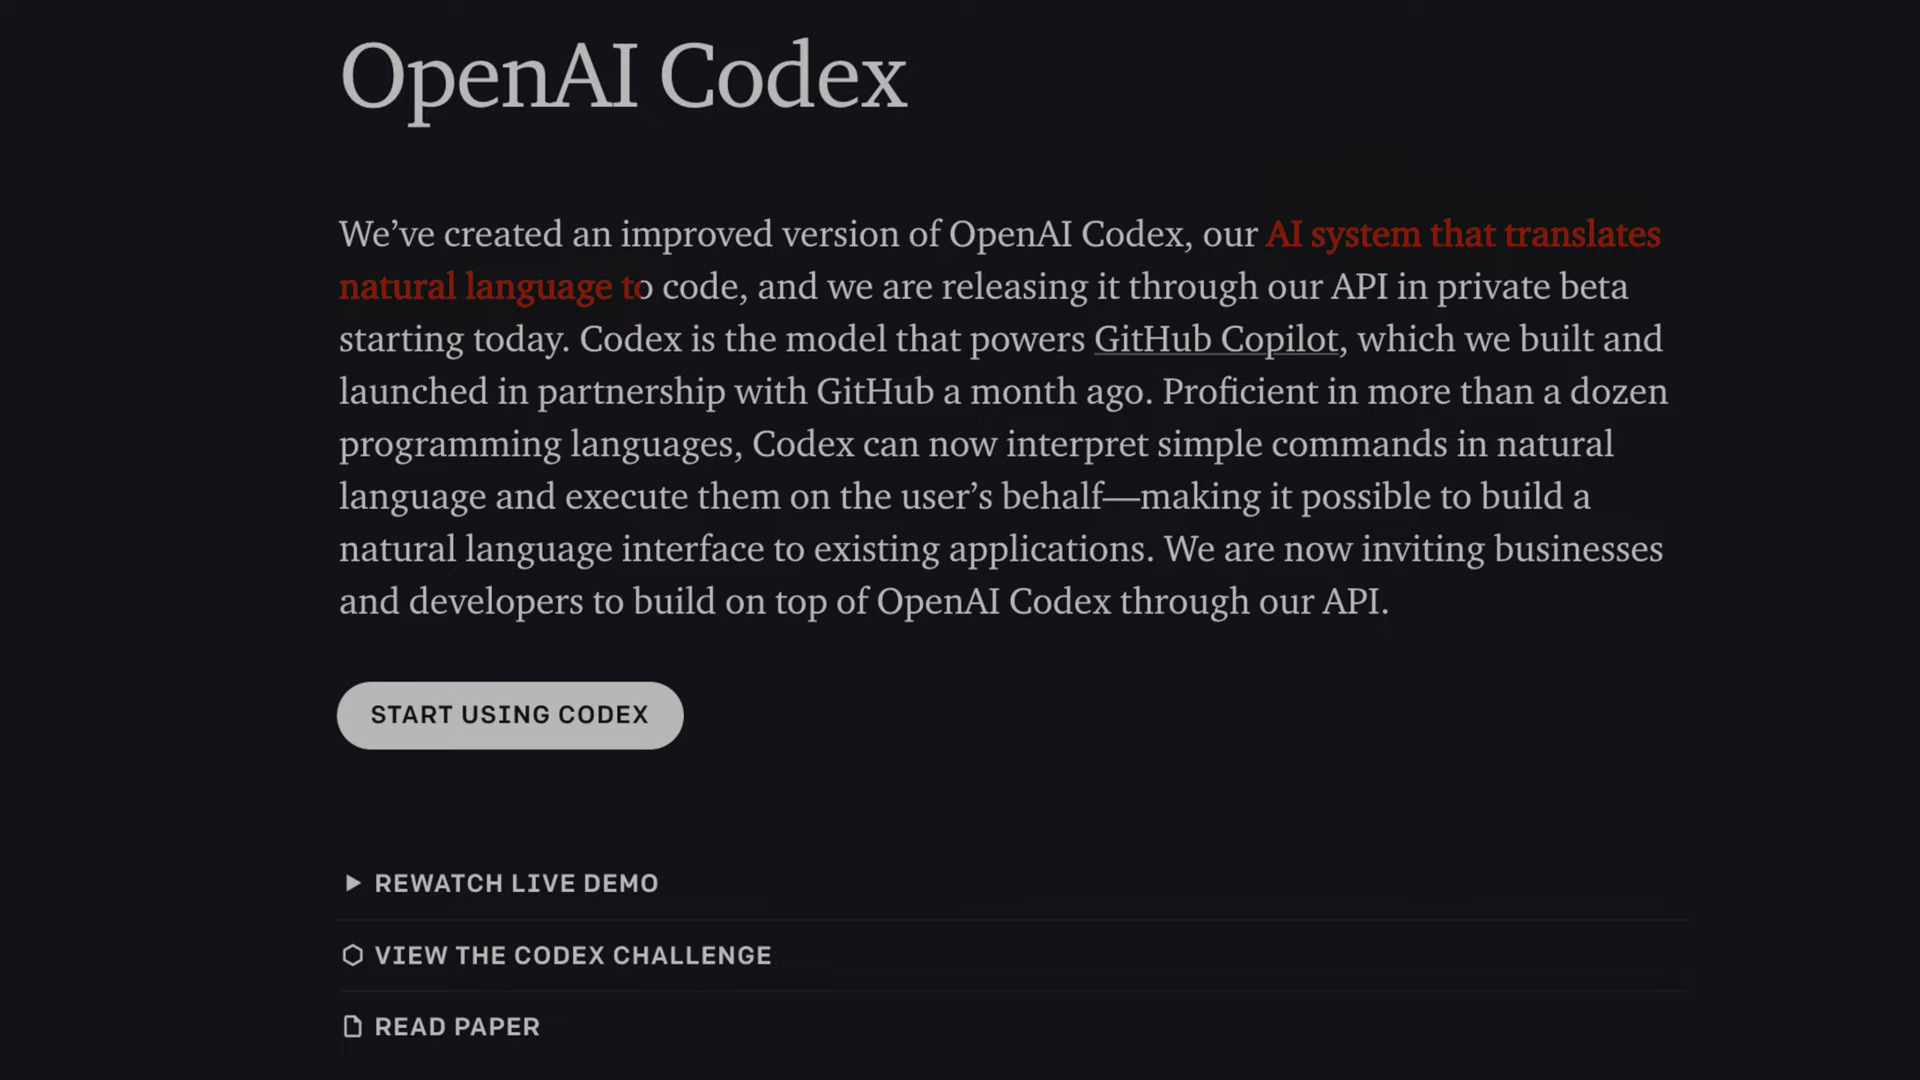 OpenAI Codex
We’ve created an improved version of OpenAI Codex, our AI system that translates
natural language to code, and we are releasing it through our API in private beta
starting today. Codex is the model that powers GitHub Copilot, which we built and
launched in partnership with GitHub a month ago. Proficient in more than a dozen
programming languages, Codex can now interpret simple commands in natural
language and execute them on the user’s behalf—making it possible to build a
natural language interface to existing applications. We are now inviting businesses
and developers to build on top of OpenAI Codex through our API.
START USING CODEX
REWATCH LIVE DEMO
VIEW THE CODEX CHALLENGE
READ PAPER